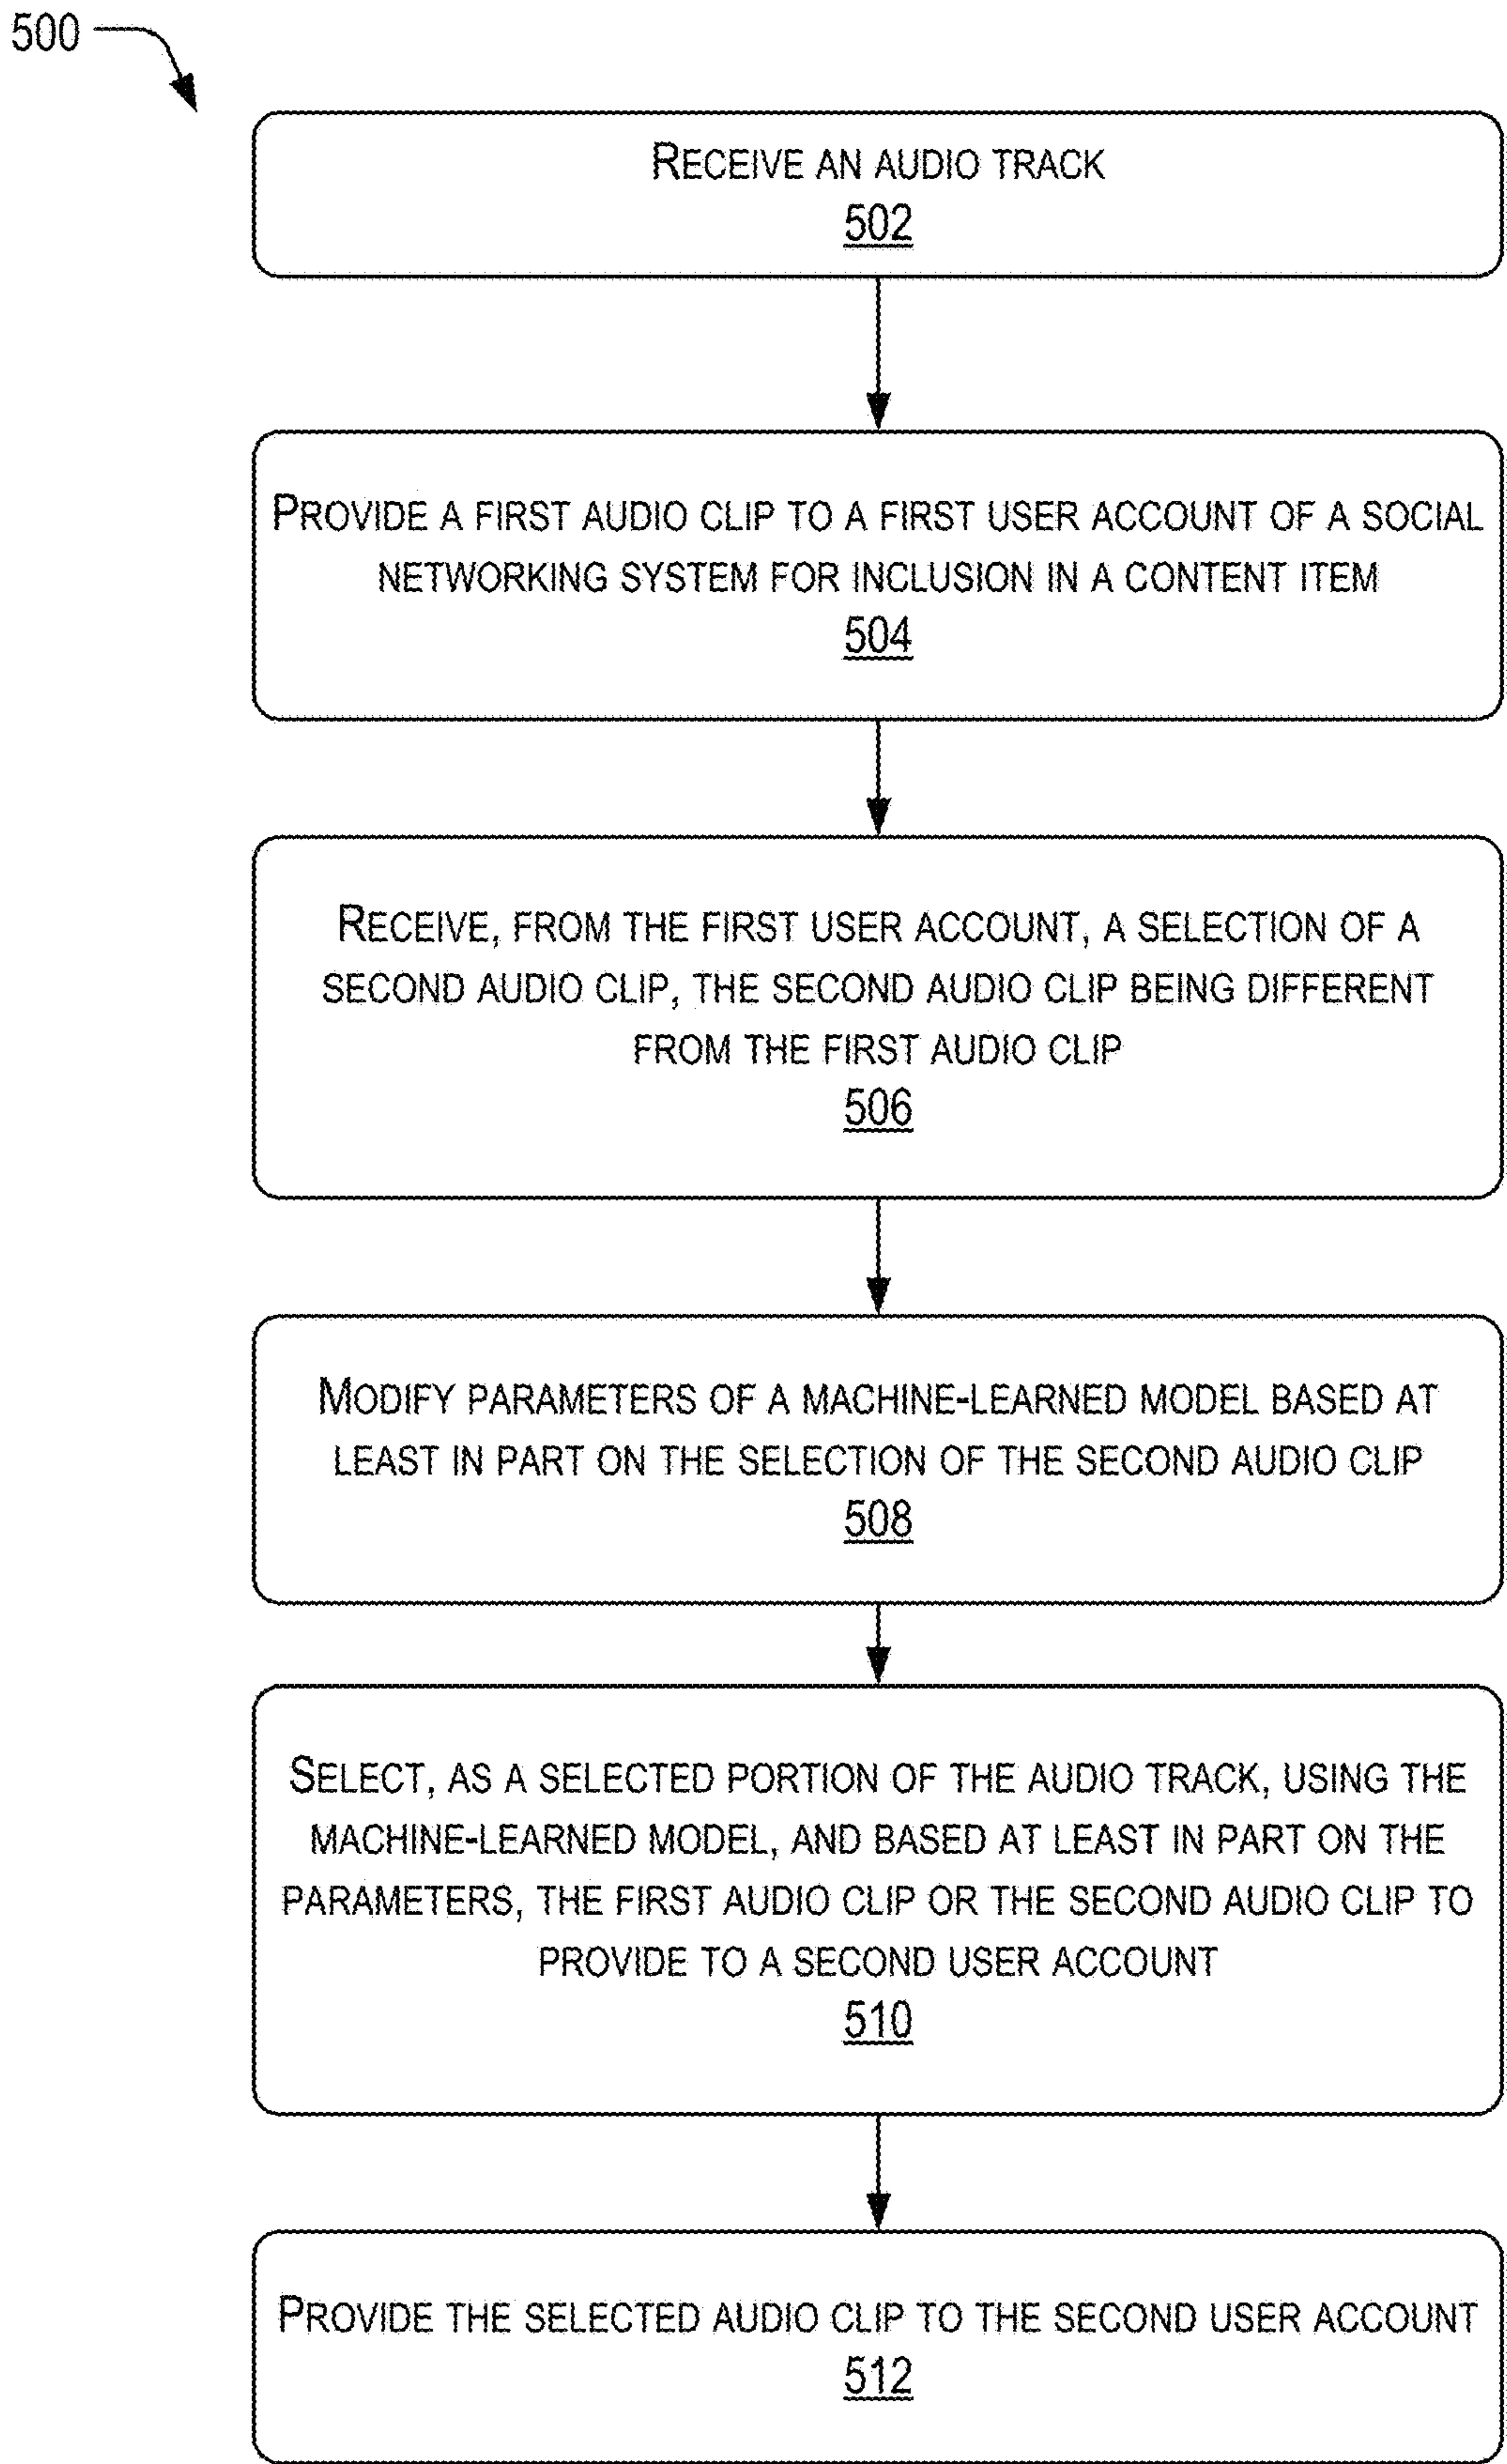 500
RECEIVE AN AUDIO TRACK
502
PROVIDE A FIRST AUDIO CLIP TO A FIRST USER ACCOUNT OF A SOCIAL
NETWORKING SYSTEM FOR INCLUSION IN A CONTENT ITEM
504
RECEIVE, FROM THE FIRST USER ACCOUNT, A SELECTION OF A
SECOND AUDIO CLIP, THE SECOND AUDIO CLIP BEING DIFFERENT
FROM THE FIRST AUDIO CLIP
506
MODIFY PARAMETERS OF A MACHINE-LEARNED MODEL BASED AT
LEAST IN PART ON THE SELECTION OF THE SECOND AUDIO CLIP
508
SELECT, AS A SELECTED PORTION OF THE AUDIO TRACK, USING THE
MACHINE-LEARNED MODEL, AND BASED AT LEAST IN PART ON THE
PARAMETERS, THE FIRST AUDIO CLIP OR THE SECOND AUDIO CLIP TO
PROVIDE TO A SECOND USER ACCOUNT
510
PROVIDE THE SELECTED AUDIO CLIP TO THE SECOND USER ACCOUNT
512